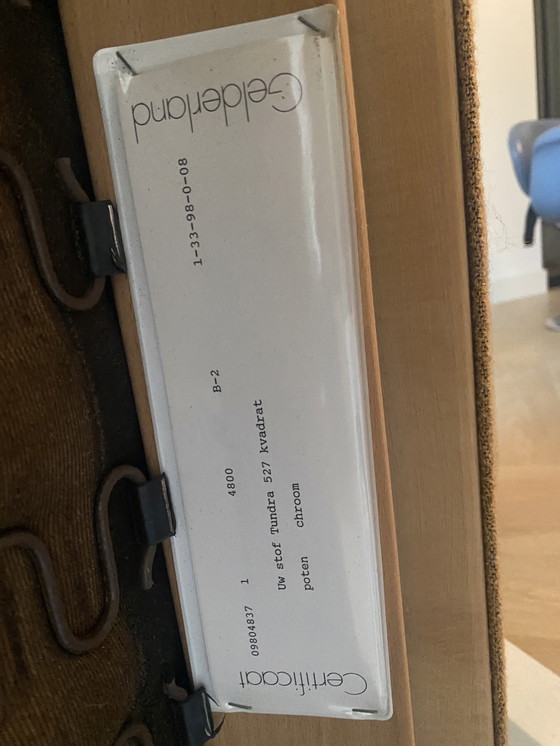 Certificaat Gelderland
1-33-98-0-08
B-2
09804837 1 4800
Uw stof Tundra 527 kvadrat
poten chroom